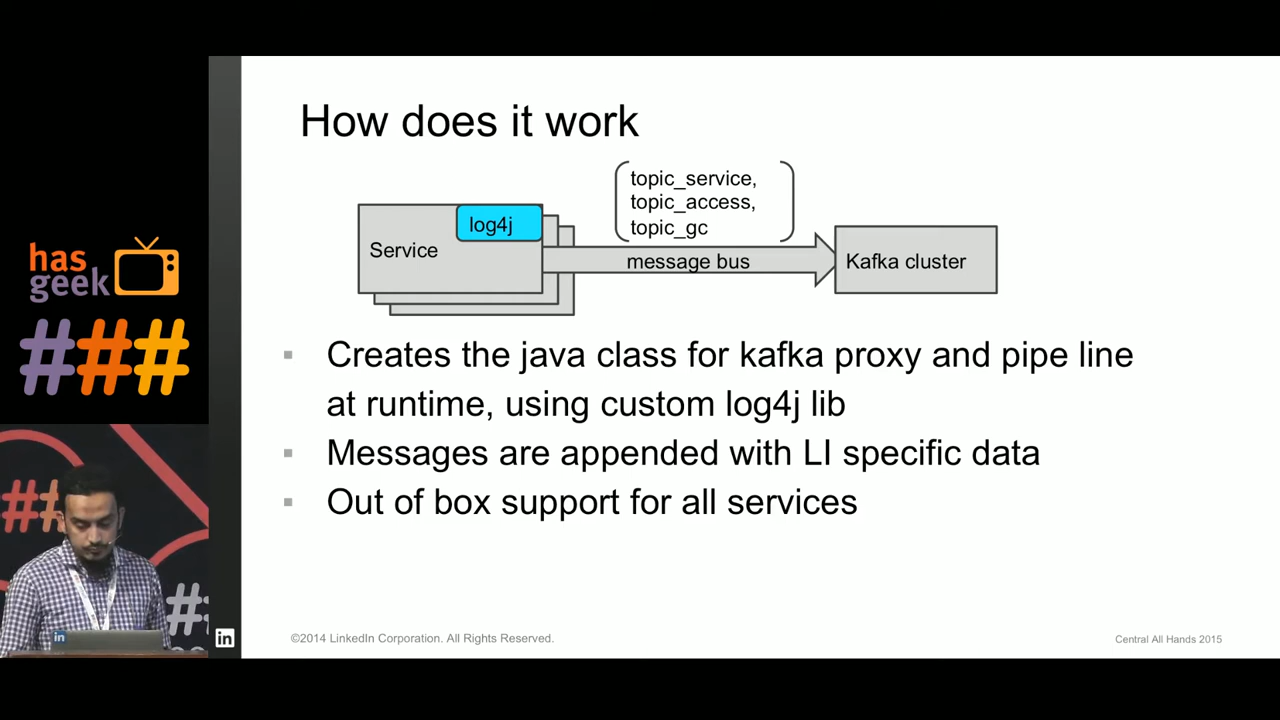 How does it work
topic_service,
topic_access,
topic_gc
log4j
Service
message bus
Kafka cluster
has
geek
###
Creates the java class for kafka proxy and pipe line
at runtime, using custom log4j lib
Messages are appended with LI specific data
Out of box support for all services
##
#:
in
in
©2014 LinkedIn Corporation. All Rights Reserved.
Central All Hands 2015